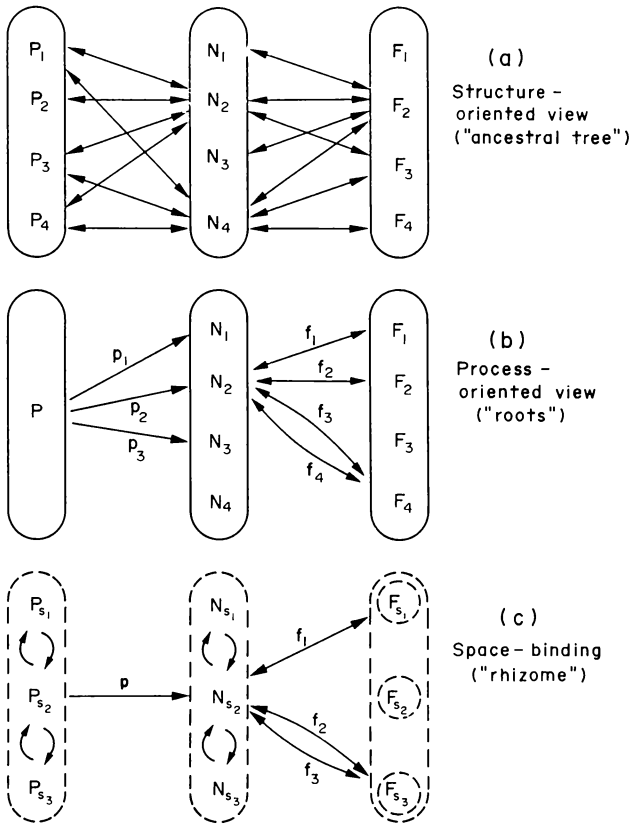 P1 N1 F1
(a)
P2 N2 F2
Structure-
oriented view
("ancestral tree")
P3 N3 F3
P4 N4 F4
(b)
P
N1 F1
p1 f1
N2 F2
p2 f2
Process-
oriented view
("roots")
N3 F3
p3 f3
f4
N4 F4
(c)
Ps1 Ns1 Fs1
f1
Space-binding
("rhizome")
p
Ps2 Ns2 Fs2
f2
f3
Ps3 Ns3 Fs3